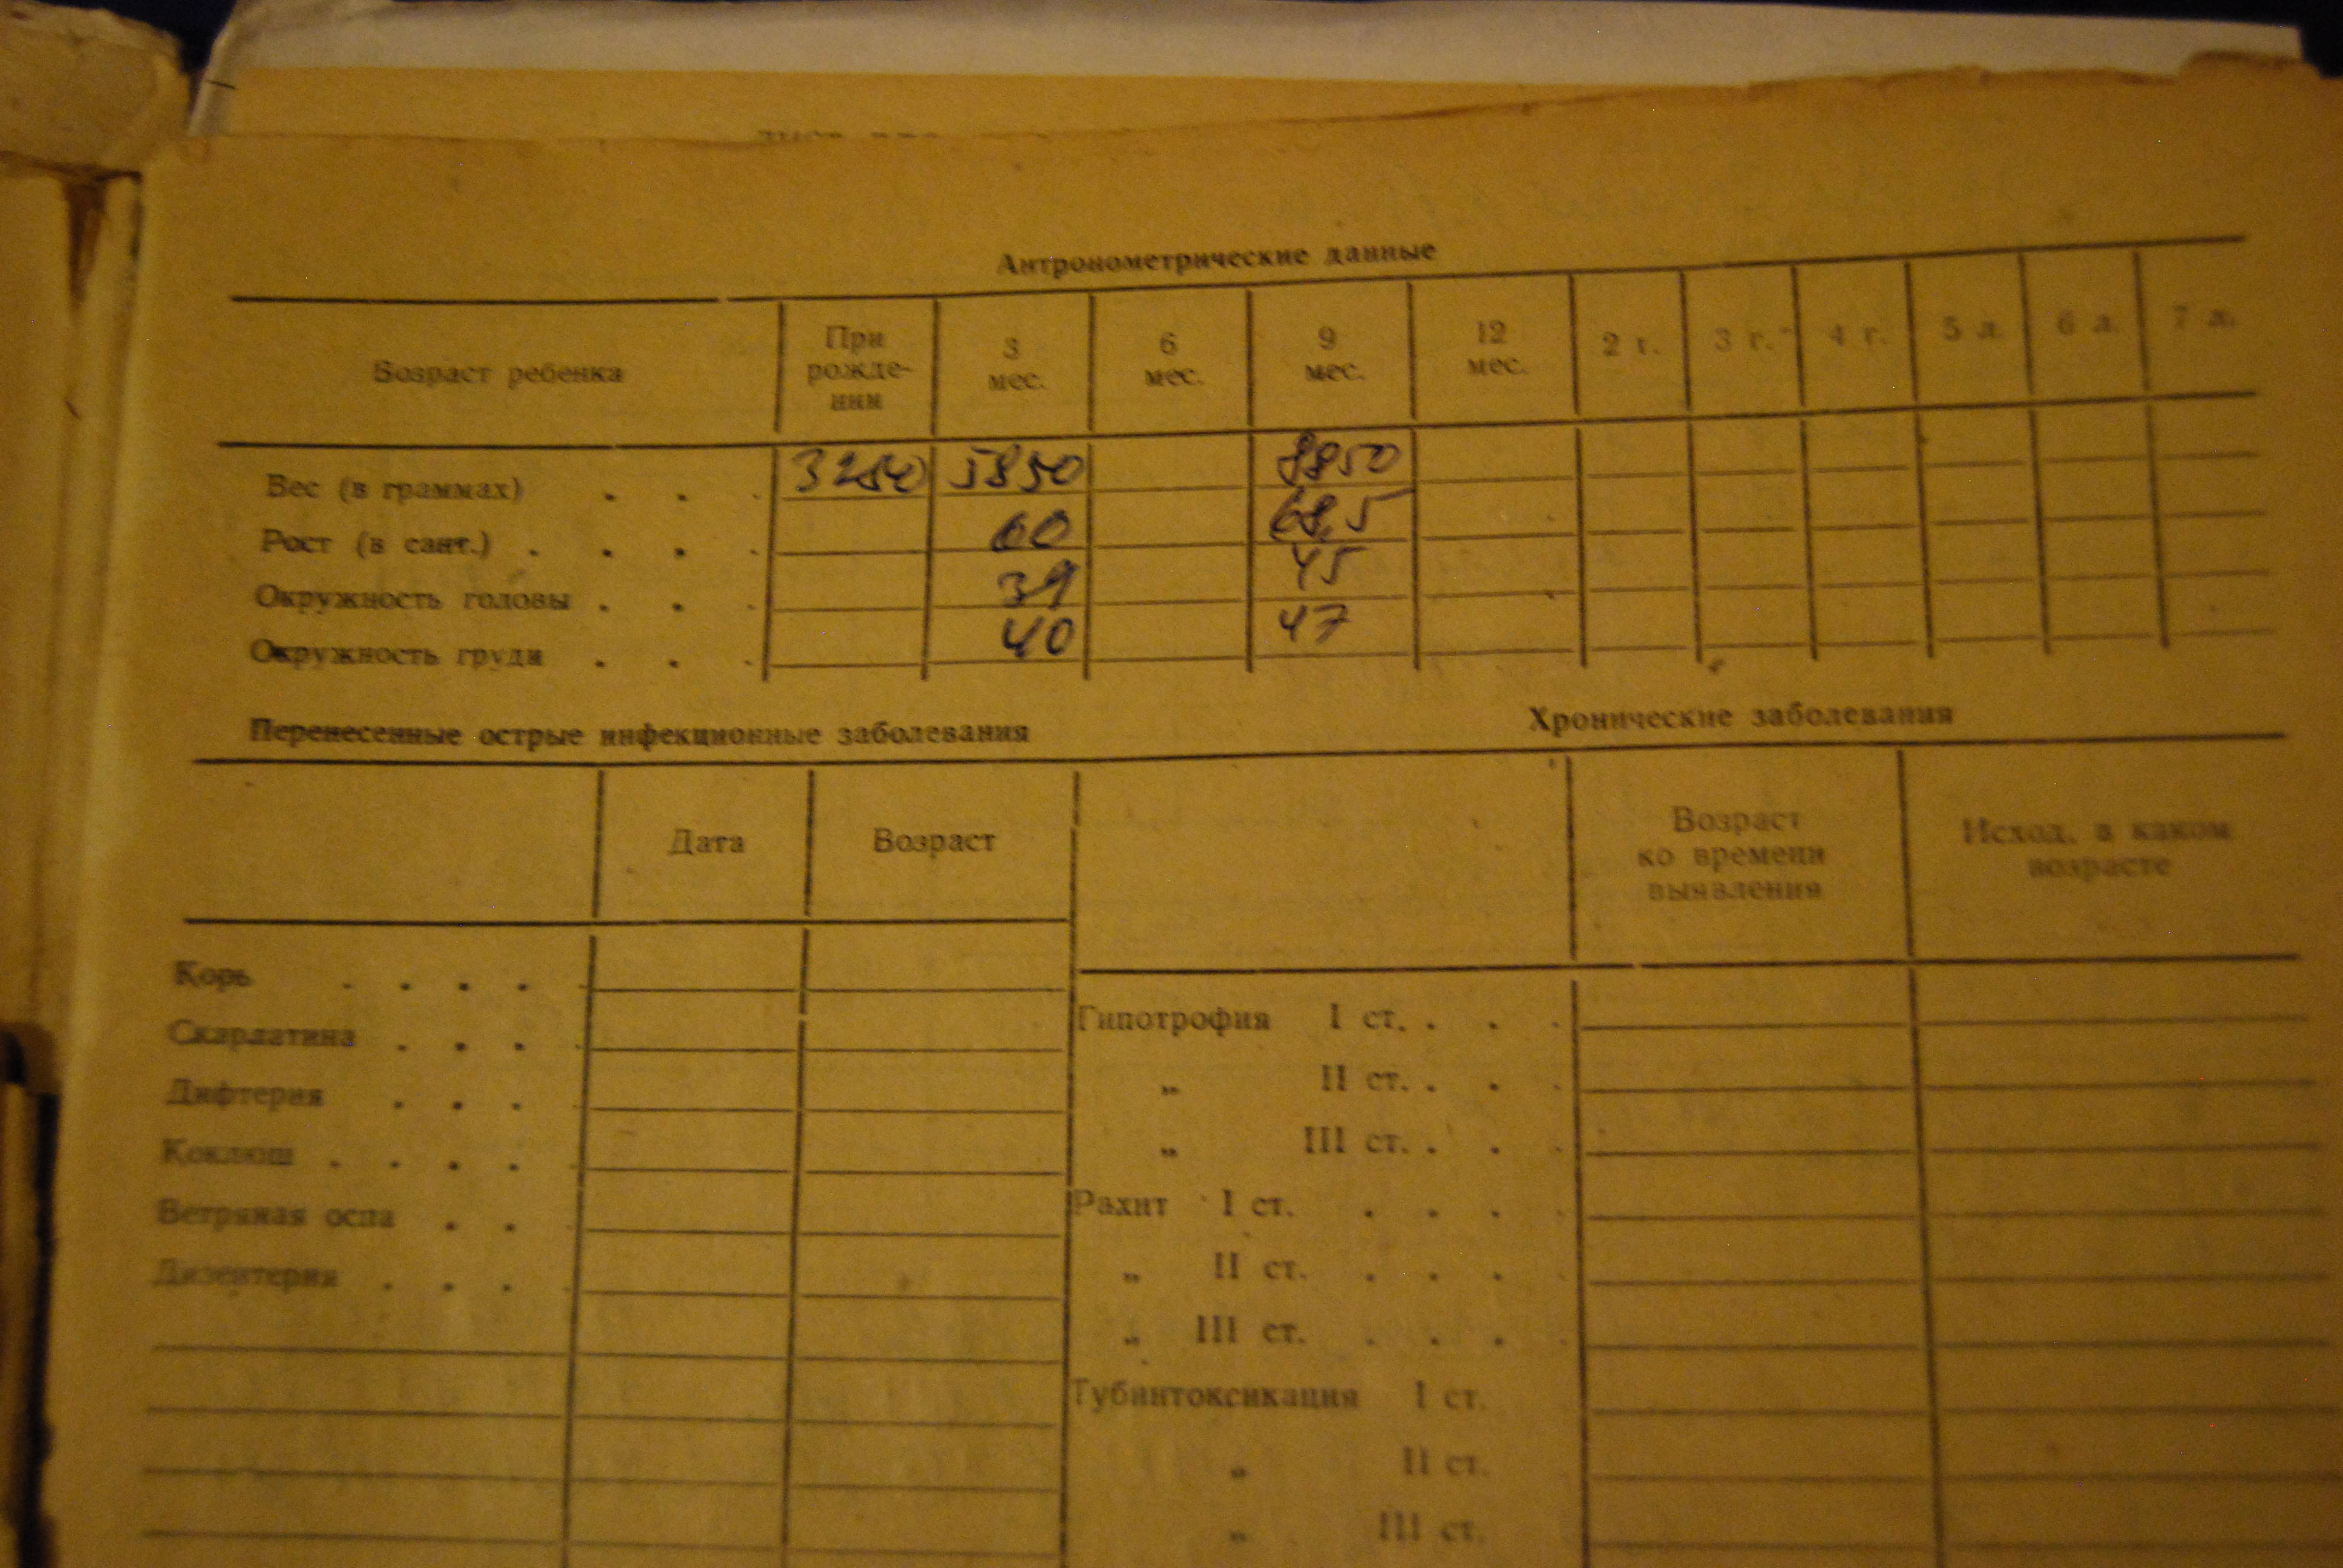 Антропометрические данные
Возраст ребенка При рожде- нии 3 мес. 6 мес. 9 мес. 12 мес. 2 г. 3 г. 4 г. 5 л. 6 л. 7 л.
Вес (в граммах) . . . 3250 5850 8850
Рост (в сант.) . . . . 60 68,5
Окружность головы . . . 39 45
Окружность груди . . . 40 47
Перенесенные острые инфекционные заболевания
Хронические заболевания
Дата Возраст
Возраст ко времени выявления
Исход, в каком возрасте
Корь . . . . .
Скарлатина . . . .
Дифтерия . . . .
Коклюш . . . . .
Ветряная оспа . . .
Дизентерия . . . .
Гипотрофия I ст. . . .
„ II ст. . . .
„ III ст. . . .
Рахит I ст. . . . .
„ II ст. . . . .
„ III ст. . . . .
Тубинтоксикация I ст.
„ II ст.
„ III ст.